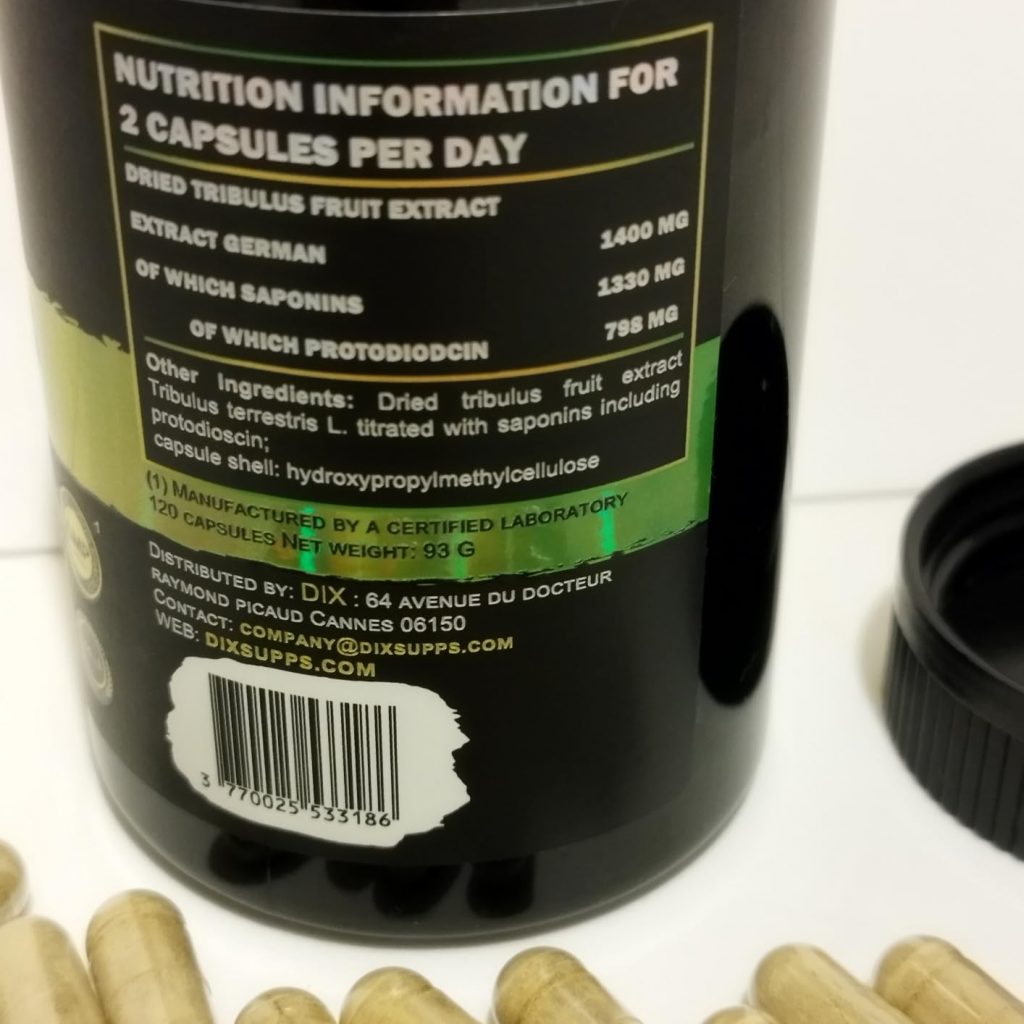 NUTRITION INFORMATION FOR
2 CAPSULES PER DAY
DRIED TRIBULUS FRUIT EXTRACT
EXTRACT GERMAN 1400 MG
OF WHICH SAPONINS 1330 MG
OF WHICH PROTODIODCIN 798 MG
Other Ingredients: Dried tribulus fruit extract
Tribulus terrestris L. titrated with saponins including
protodioscin;
capsule shell: hydroxypropylmethylcellulose
(1) MANUFACTURED BY A CERTIFIED LABORATORY
120 CAPSULES NET WEIGHT: 93 G
DISTRIBUTED BY: DIX : 64 AVENUE DU DOCTEUR
RAYMOND PICAUD CANNES 06150
CONTACT: COMPANY@DIXSUPPS.COM
WEB: DIXSUPPS.COM
3 770025 533186